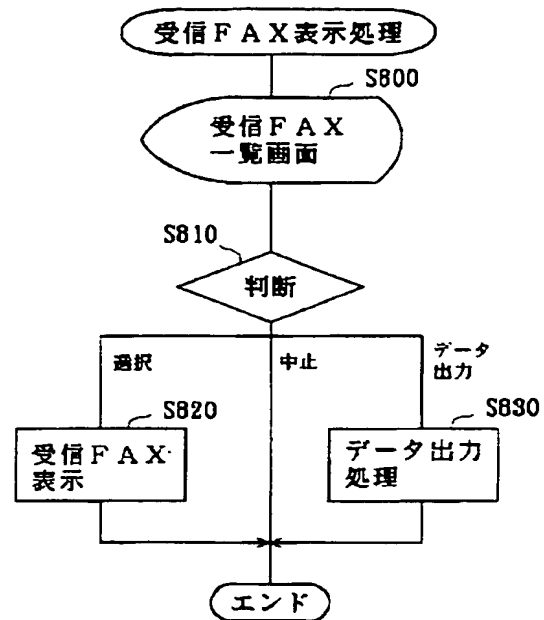 受信ＦＡＸ表示処理
S800
受信ＦＡＸ
一覧画面
S810
判断
選択
中止
データ
出力
S820
S830
受信ＦＡＸ
表示
データ出力
処理
エンド